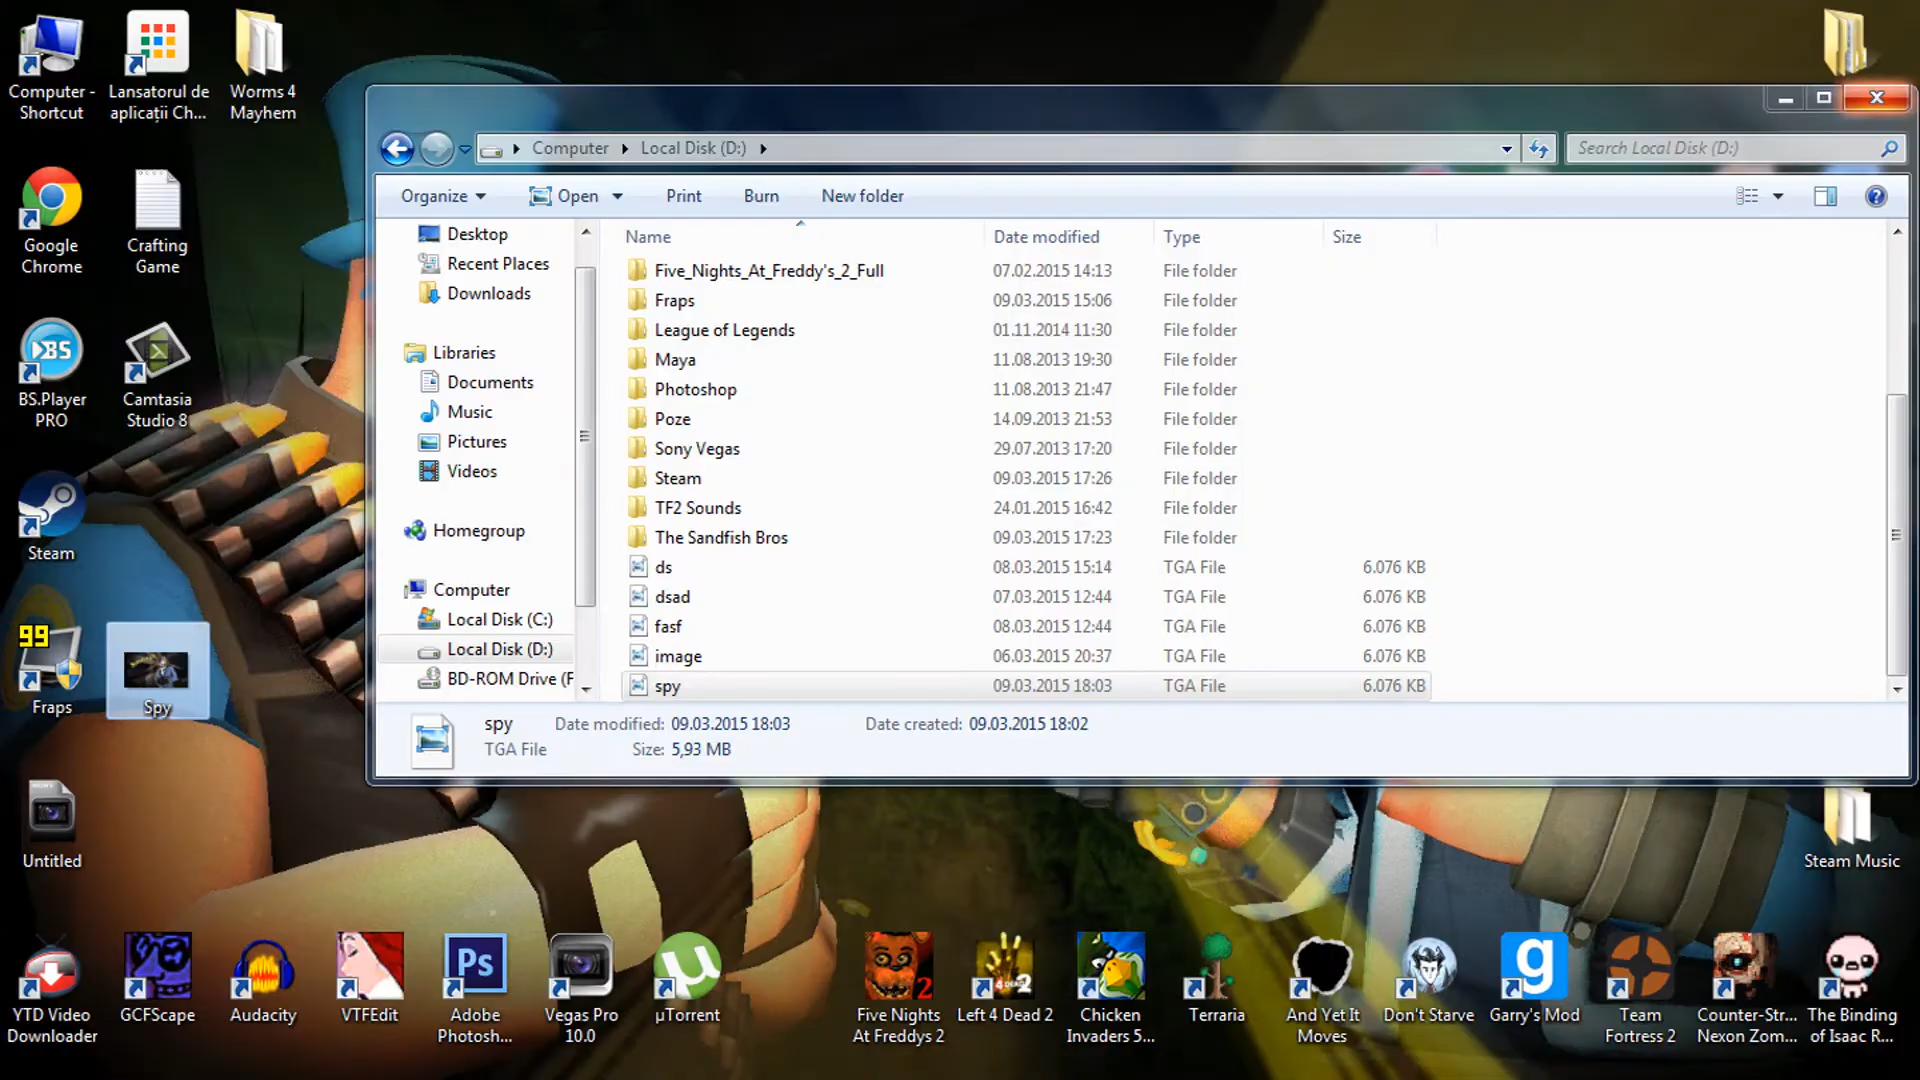 Computer -
Shortcut
Lansatorul de
aplicații Ch...
Worms 4
Mayhem
Google
Chrome
Crafting
Game
BS
BS.Player
PRO
Camtasia
Studio 8
Steam
99
Fraps
Spy
SONY
Untitled
Computer
Local Disk (D:)
Search Local Disk (D:)
Organize
Open
Print
Burn
New folder
Desktop
Recent Places
Downloads
Libraries
Documents
Music
Pictures
Videos
Homegroup
Computer
Local Disk (C:)
Local Disk (D:)
BD-ROM Drive (F
Name Date modified Type Size
Five_Nights_At_Freddy's_2_Full 07.02.2015 14:13 File folder
Fraps 09.03.2015 15:06 File folder
League of Legends 01.11.2014 11:30 File folder
Maya 11.08.2013 19:30 File folder
Photoshop 11.08.2013 21:47 File folder
Poze 14.09.2013 21:53 File folder
Sony Vegas 29.07.2013 17:20 File folder
Steam 09.03.2015 17:26 File folder
TF2 Sounds 24.01.2015 16:42 File folder
The Sandfish Bros 09.03.2015 17:23 File folder
ds 08.03.2015 15:14 TGA File 6.076 KB
dsad 07.03.2015 12:44 TGA File 6.076 KB
fasf 08.03.2015 12:44 TGA File 6.076 KB
image 06.03.2015 20:37 TGA File 6.076 KB
spy 09.03.2015 18:03 TGA File 6.076 KB
spy Date modified: 09.03.2015 18:03 Date created: 09.03.2015 18:02
TGA File Size: 5,93 MB
Steam Music
YTD Video
Downloader
GCFScape
Audacity
VTFEdit
Ps
Adobe
Photosh...
Vegas Pro
10.0
µ
µTorrent
2
Five Nights
At Freddys 2
Left 4 Dead 2
Chicken
Invaders 5...
Terraria
And Yet It
Moves
Don't Starve
g
Garry's Mod
Team
Fortress 2
Counter-Str...
Nexon Zom...
The Binding
of Isaac R...